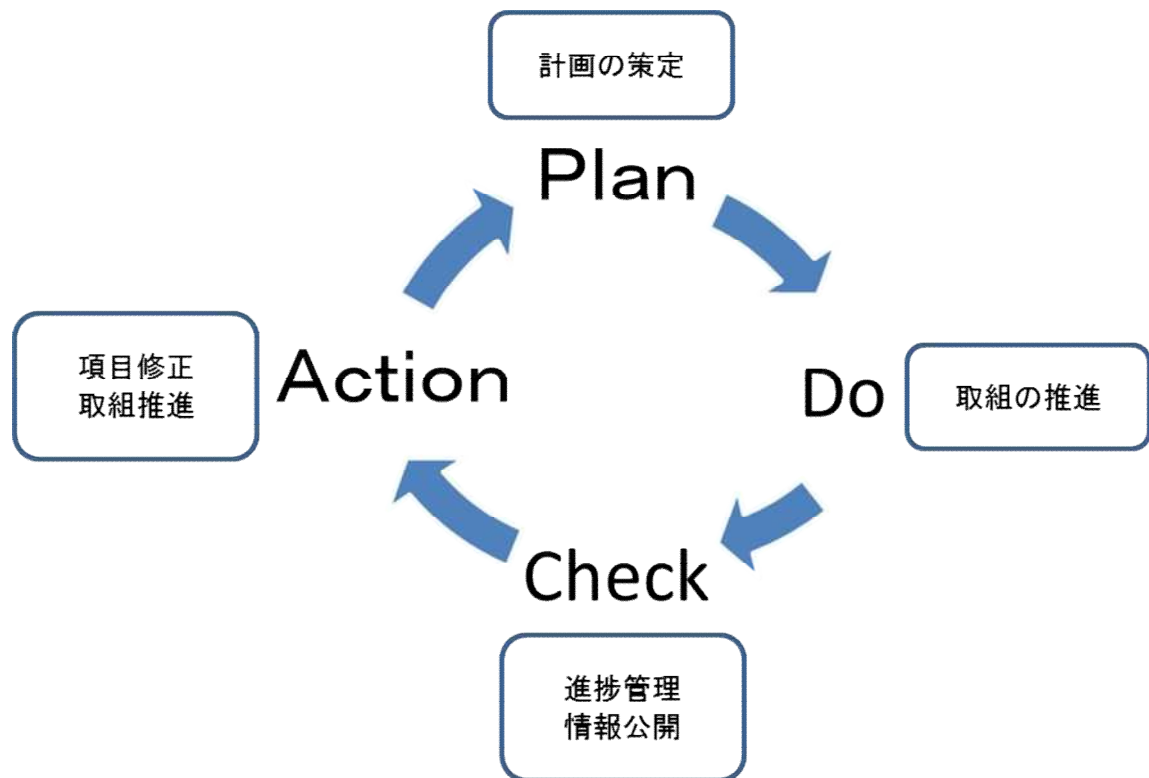 計画の策定
Plan
項目修正
取組推進
Action
Do
取組の推進
Check
進捗管理
情報公開